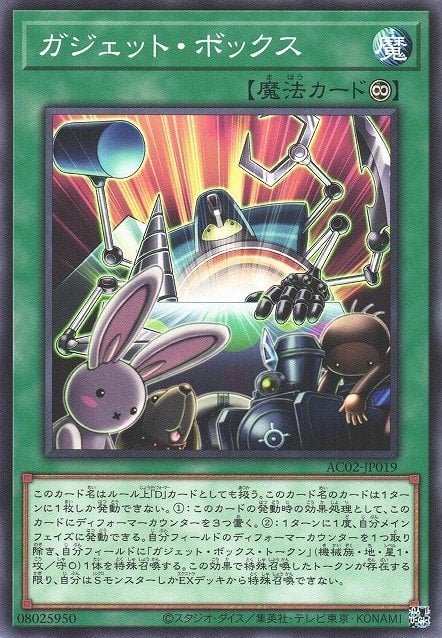 ガジェット・ボックス
魔
【魔法カード】
AC02-JP019
このカード名はルール上「D」カードとしても扱う。このカード名のカードは1ター
ンに1枚しか発動できない。①:このカードの発動時の効果処理として、この
カードにディフォーマーカウンターを3つ置く。②:1ターンに1度、自分メイン
フェイズに発動できる。自分フィールドのディフォーマーカウンターを1つ取り
除き、自分フィールドに「ガジェット・ボックス・トークン」(機械族・地・星1・
攻/守0)1体を特殊召喚する。この効果で特殊召喚したトークンが存在する
限り、自分はSモンスターしかEXデッキから特殊召喚できない。
08025950
©スタジオ・ダイス/集英社・テレビ東京・KONAMI